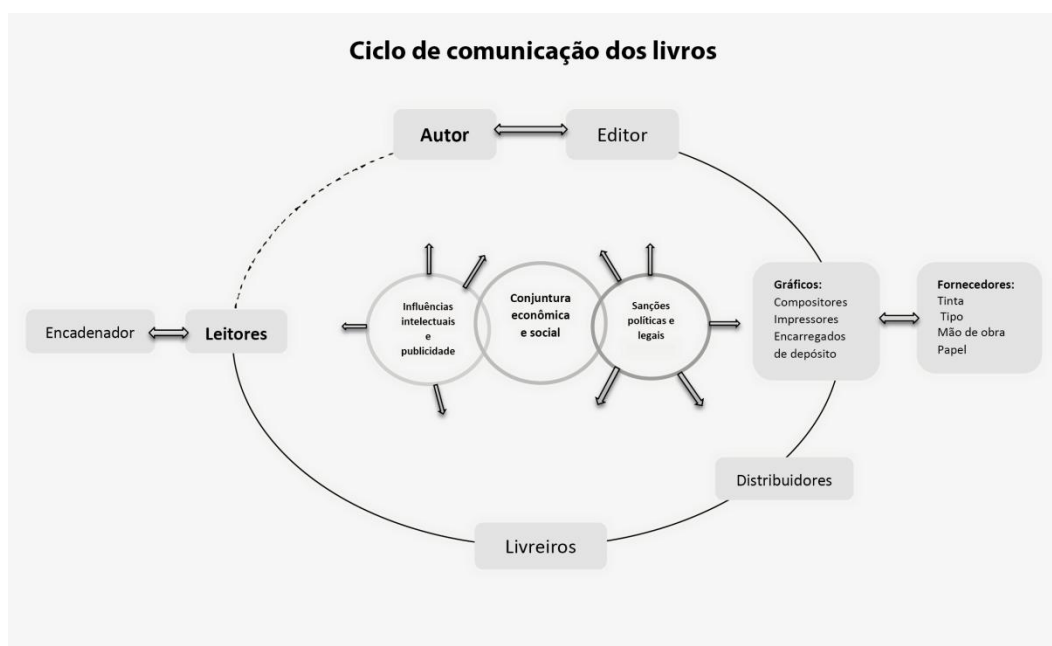 Ciclo de comunicação dos livros
Autor
Editor
Gráficos:
Compositores
Impressores
Encarregados
de depósito
Fornecedores:
Tinta
Tipo
Mão de obra
Papel
Influências
intelectuais
e
publicidade
Conjuntura
econômica
e social
Sanções
políticas e
legais
Encadenador
Leitores
Distribuidores
Livreiros